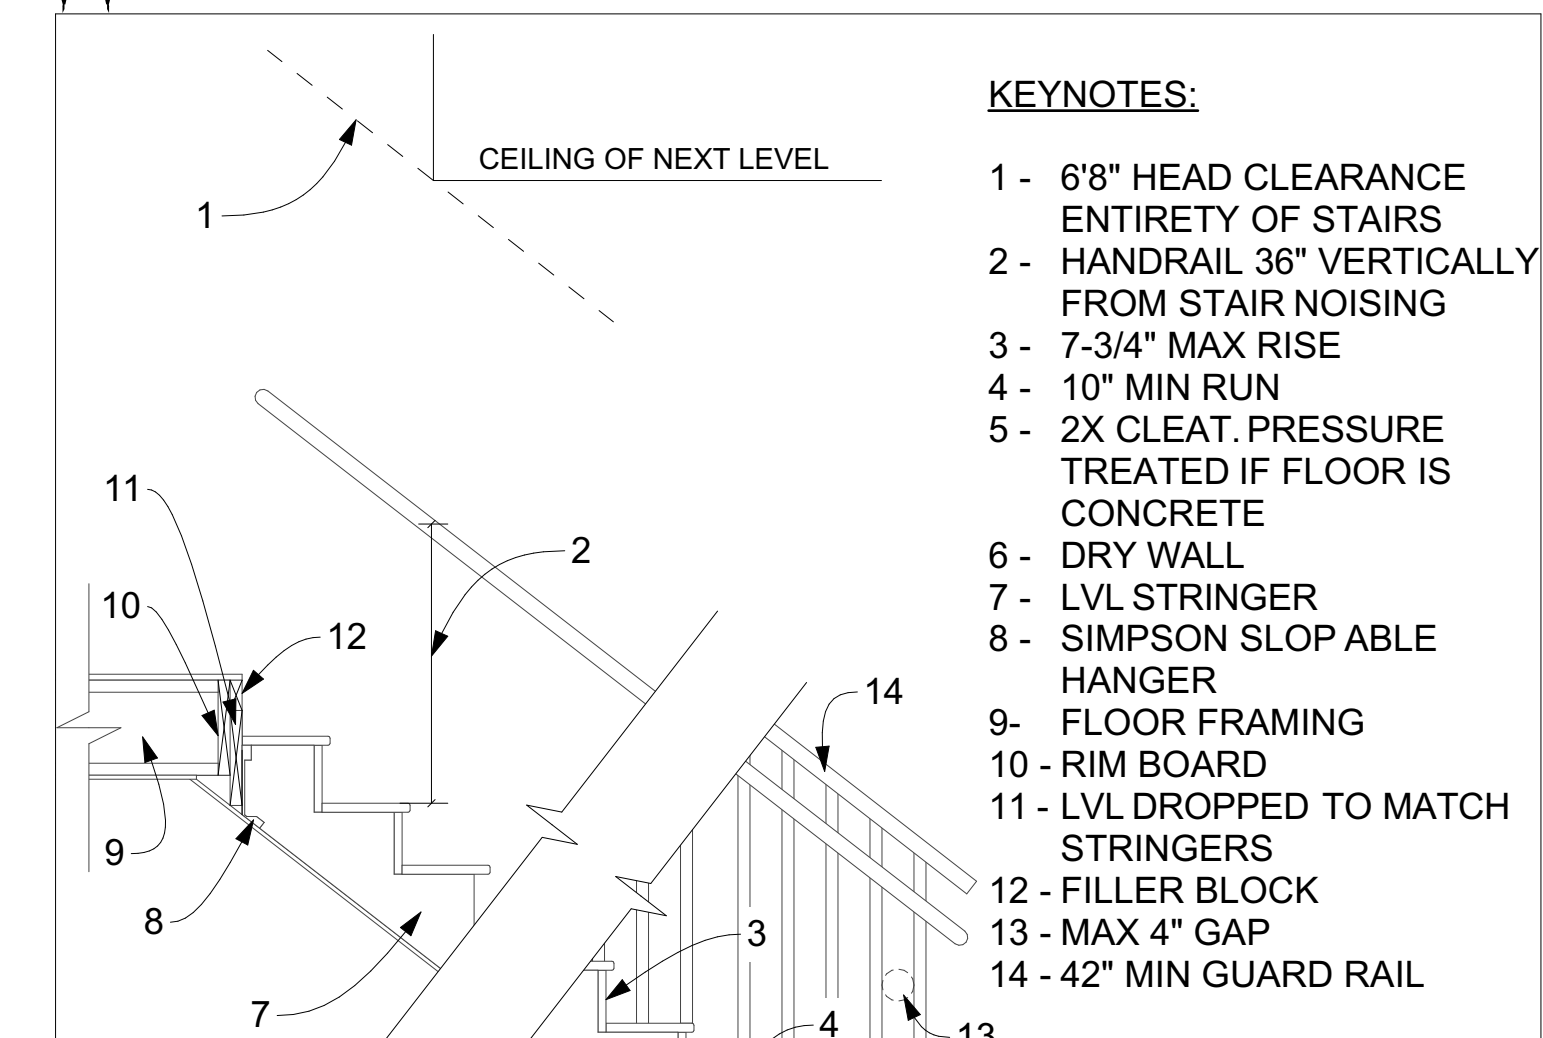 CEILING OF NEXT LEVEL
1
11
2
10
12
14
9
8
3
7
4
13
KEYNOTES:
1 - 6'8" HEAD CLEARANCE
ENTIRETY OF STAIRS
2 - HANDRAIL 36" VERTICALLY
FROM STAIR NOISING
3 - 7-3/4" MAX RISE
4 - 10" MIN RUN
5 - 2X CLEAT. PRESSURE
TREATED IF FLOOR IS
CONCRETE
6 - DRY WALL
7 - LVL STRINGER
8 - SIMPSON SLOP ABLE
HANGER
9- FLOOR FRAMING
10 - RIM BOARD
11 - LVL DROPPED TO MATCH
STRINGERS
12 - FILLER BLOCK
13 - MAX 4" GAP
14 - 42" MIN GUARD RAIL